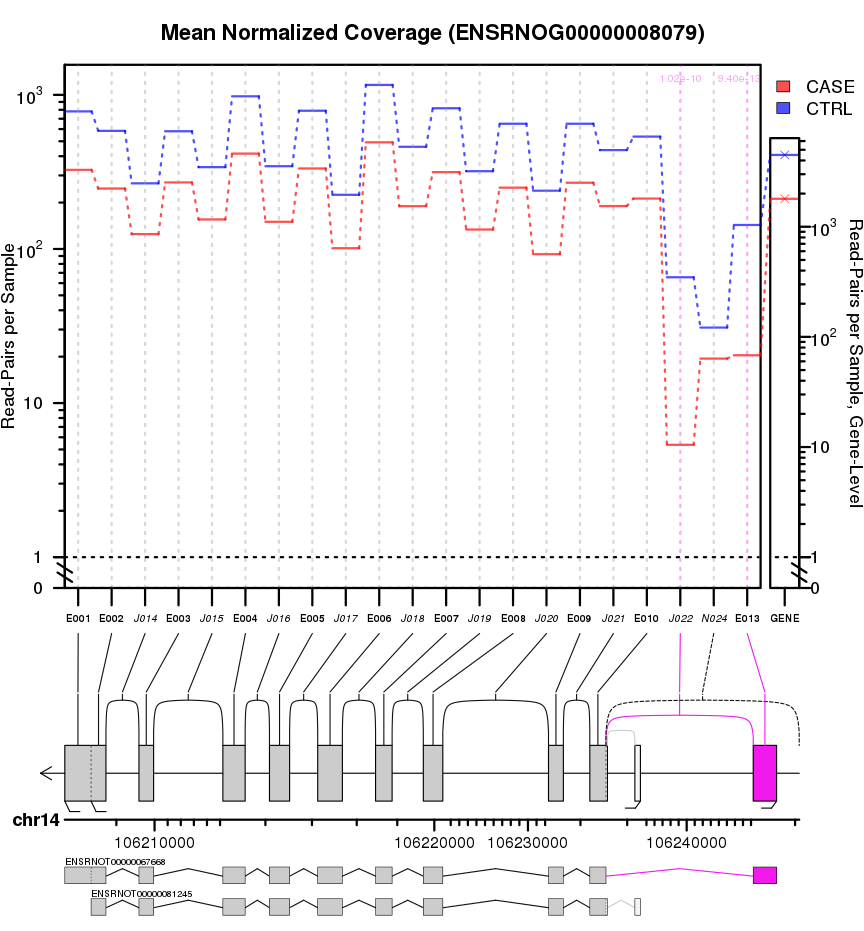 Mean Normalized Coverage (ENSRNOG00000008079)
1.02e-10 9.40e-13
CASE
CTRL
Read-Pairs per Sample
10³
10²
10
1
0
Read-Pairs per Sample, Gene-Level
10³
10²
10
1
0
E001 E002 J014 E003 J015 E004 J016 E005 J017 E006 J018 E007 J019 E008 J020 E009 J021 E010 J022 N024 E013 GENE
chr14
106210000 106220000 106230000 106240000
ENSRNOT00000067668
ENSRNOT00000081245